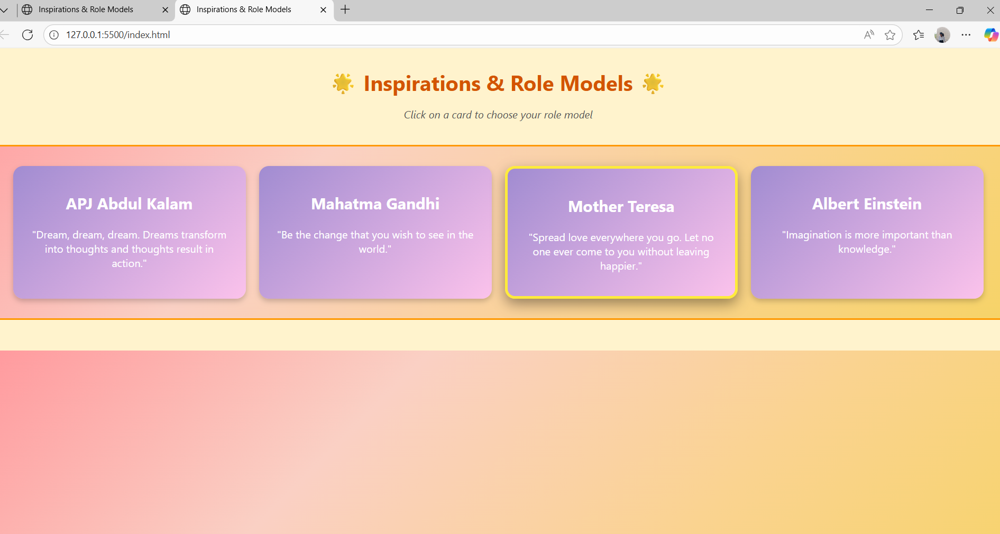 Inspirations & Role Models
Inspirations & Role Models
127.0.0.1:5500/index.html
🌟 Inspirations & Role Models 🌟
Click on a card to choose your role model
APJ Abdul Kalam
"Dream, dream, dream. Dreams transform
into thoughts and thoughts result in
action."
Mahatma Gandhi
"Be the change that you wish to see in the
world."
Mother Teresa
"Spread love everywhere you go. Let no
one ever come to you without leaving
happier."
Albert Einstein
"Imagination is more important than
knowledge."